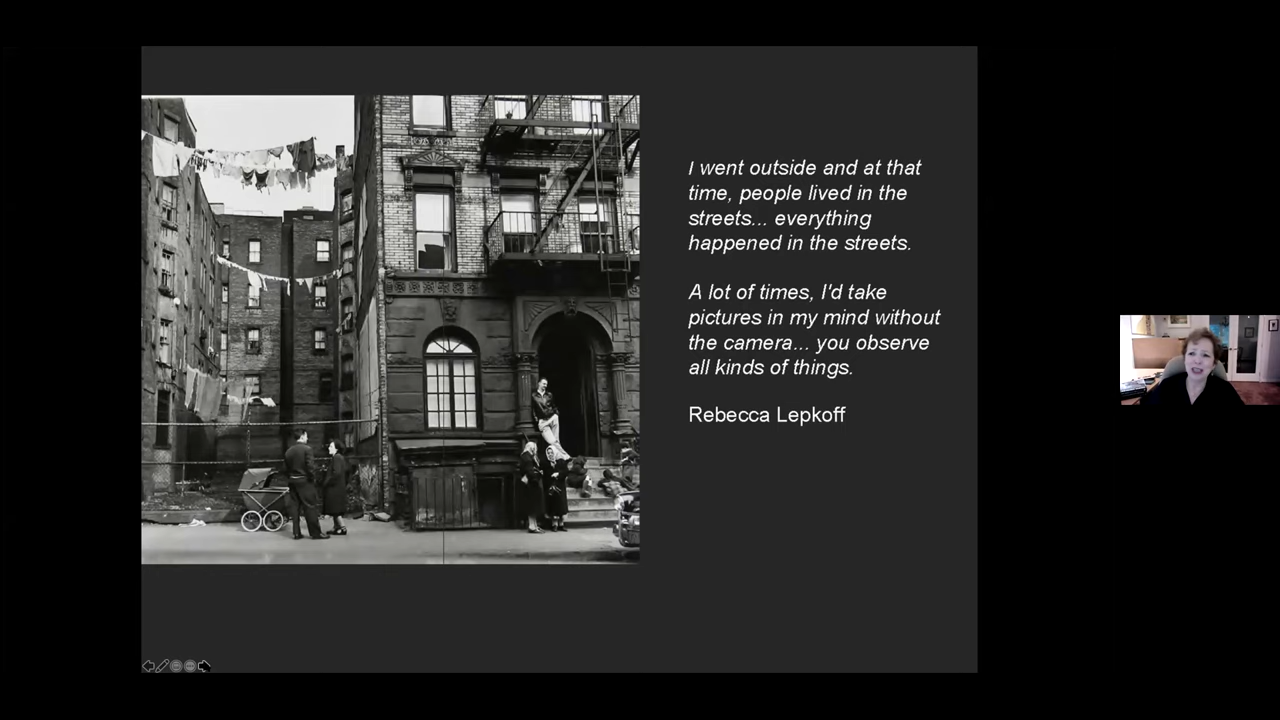 I went outside and at that
time, people lived in the
streets... everything
happened in the streets.
A lot of times, I'd take
pictures in my mind without
the camera... you observe
all kinds of things.
Rebecca Lepkoff